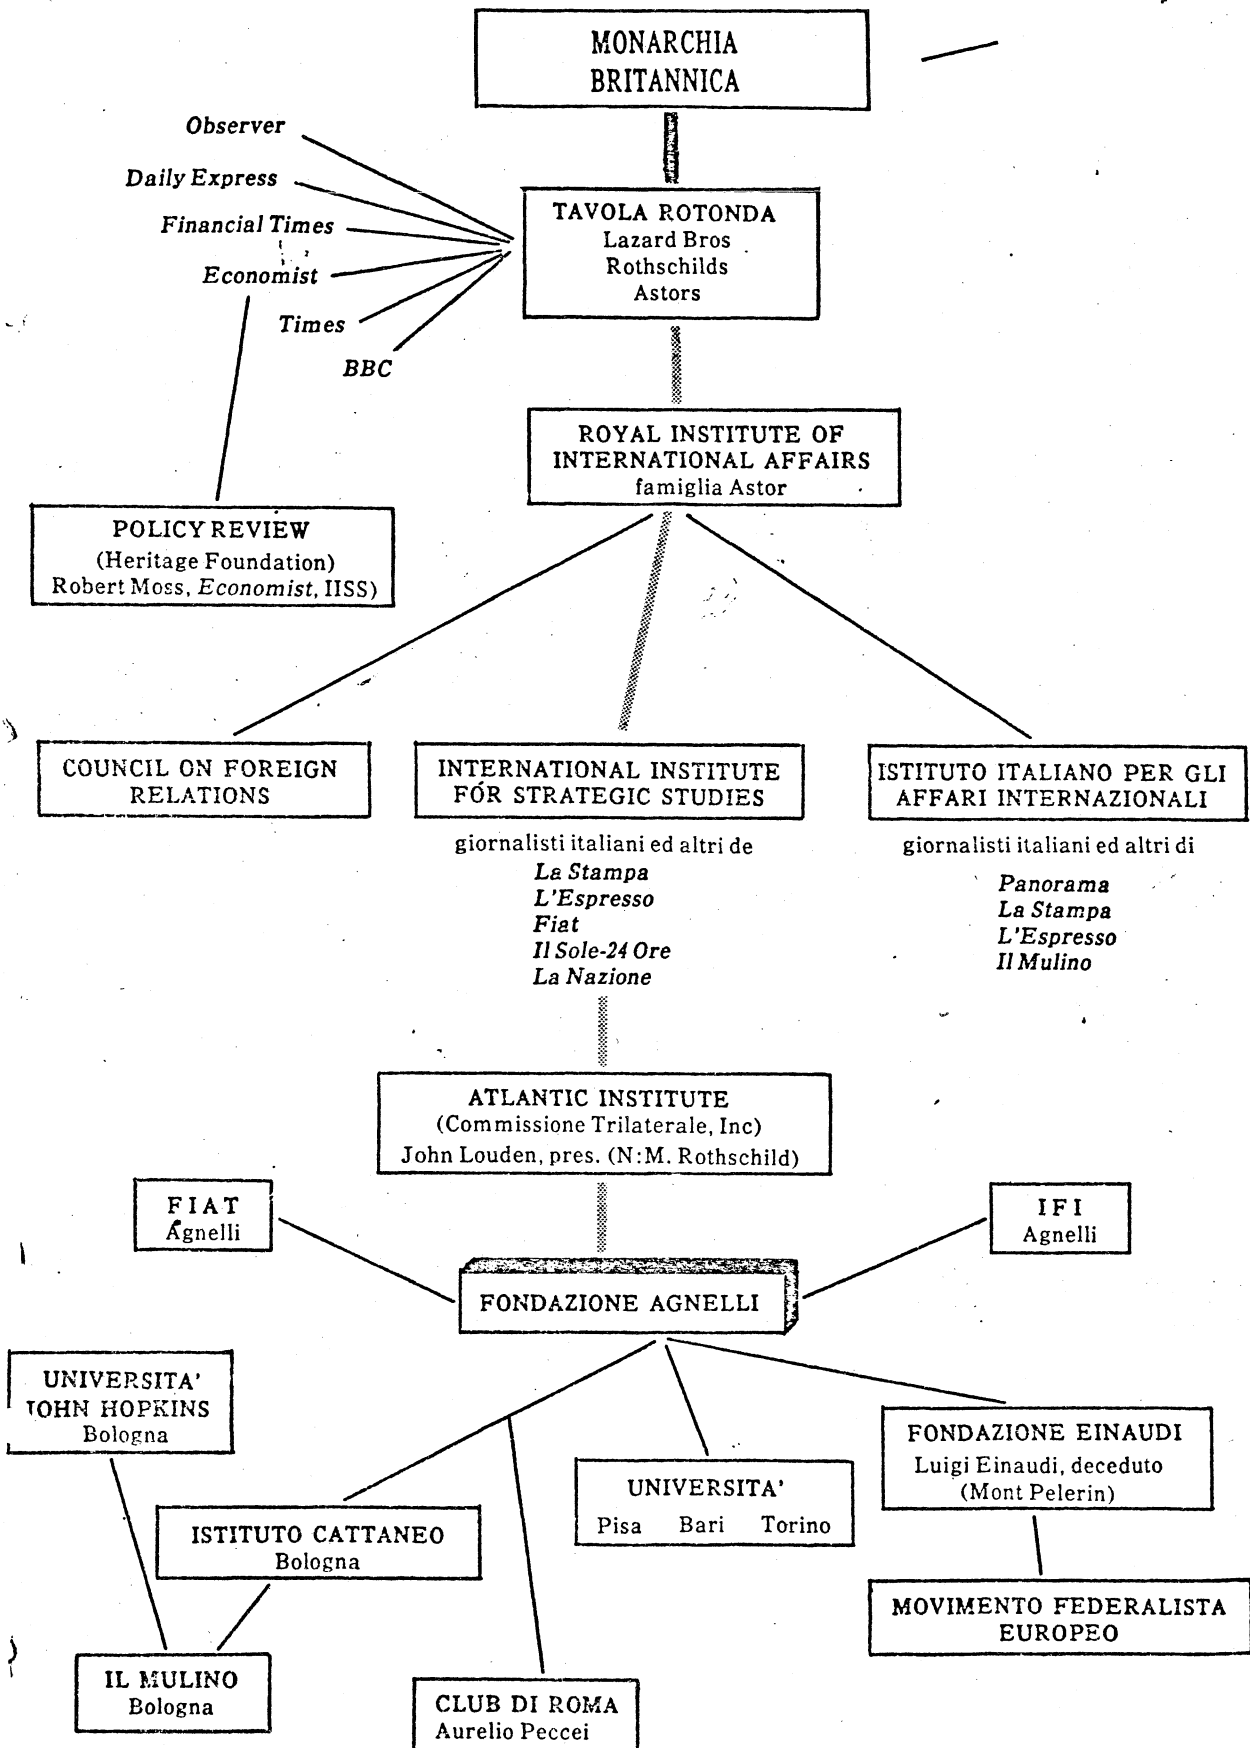 MONARCHIA
BRITANNICA
Observer
Daily Express
Financial Times
Economist
Times
BBC
TAVOLA ROTONDA
Lazard Bros
Rothschilds
Astors
ROYAL INSTITUTE OF
INTERNATIONAL AFFAIRS
famiglia Astor
POLICY REVIEW
(Heritage Foundation)
Robert Moss, Economist, IISS)
COUNCIL ON FOREIGN
RELATIONS
INTERNATIONAL INSTITUTE
FOR STRATEGIC STUDIES
giornalisti italiani ed altri de
La Stampa
L'Espresso
Fiat
Il Sole-24 Ore
La Nazione
ISTITUTO ITALIANO PER GLI
AFFARI INTERNAZIONALI
giornalisti italiani ed altri di
Panorama
La Stampa
L'Espresso
Il Mulino
ATLANTIC INSTITUTE
(Commissione Trilaterale, Inc)
John Louden, pres. (N:M. Rothschild)
FIAT
Agnelli
IFI
Agnelli
FONDAZIONE AGNELLI
UNIVERSITA'
JOHN HOPKINS
Bologna
ISTITUTO CATTANEO
Bologna
UNIVERSITA'
Pisa Bari Torino
FONDAZIONE EINAUDI
Luigi Einaudi, deceduto
(Mont Pelerin)
MOVIMENTO FEDERALISTA
EUROPEO
IL MULINO
Bologna
CLUB DI ROMA
Aurelio Peccei